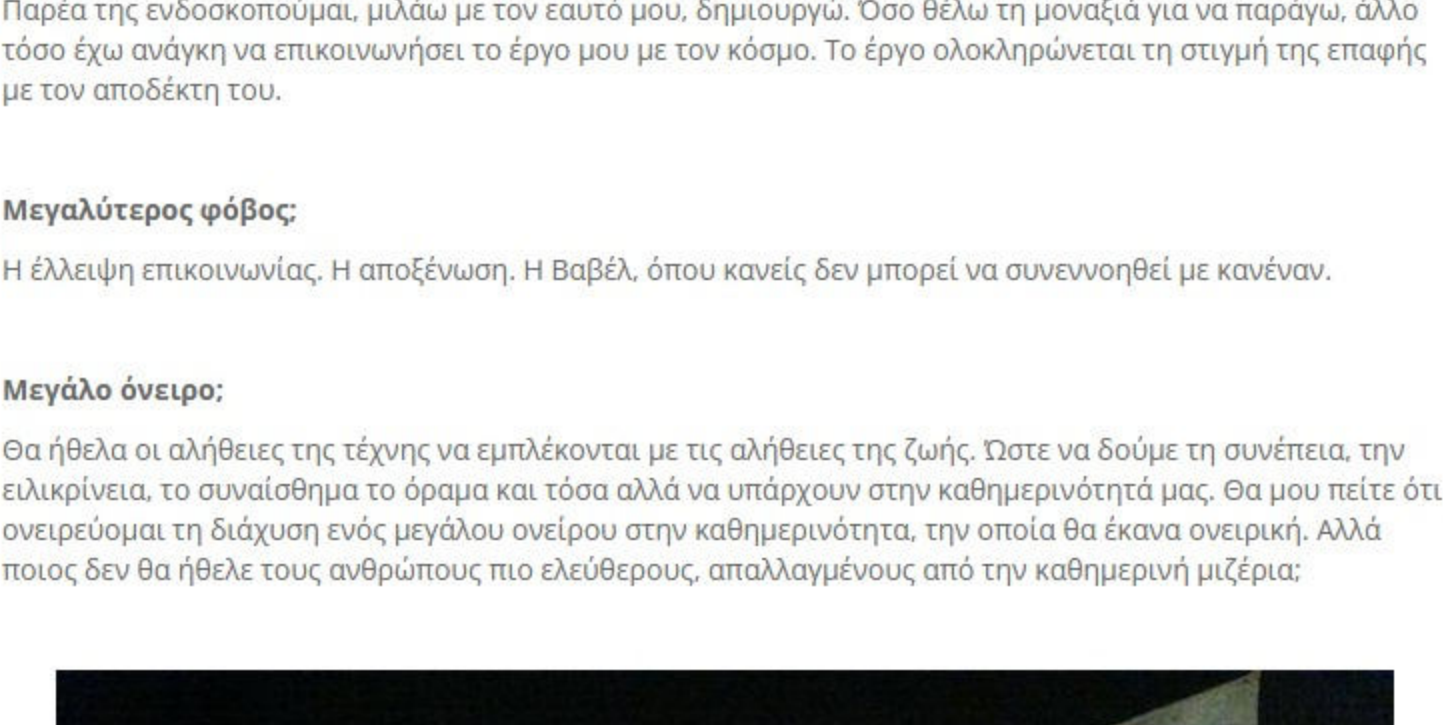 Παρέα της ενδοσκοπούμαι, μιλάω με τον εαυτό μου, δημιουργώ. Όσο θέλω τη μοναξιά για να παράγω, άλλο
τόσο έχω ανάγκη να επικοινωνήσει το έργο μου με τον κόσμο. Το έργο ολοκληρώνεται τη στιγμή της επαφής
με τον αποδέκτη του.
Μεγαλύτερος φόβος;
Η έλλειψη επικοινωνίας. Η αποξένωση. Η Βαβέλ, όπου κανείς δεν μπορεί να συνεννοηθεί με κανέναν.
Μεγάλο όνειρο;
Θα ήθελα οι αλήθειες της τέχνης να εμπλέκονται με τις αλήθειες της ζωής. Ώστε να δούμε τη συνέπεια, την
ειλικρίνεια, το συναίσθημα το όραμα και τόσα αλλά να υπάρχουν στην καθημερινότητά μας. Θα μου πείτε ότι
ονειρεύομαι τη διάχυση ενός μεγάλου ονείρου στην καθημερινότητα, την οποία θα έκανα ονειρική. Αλλά
ποιος δεν θα ήθελε τους ανθρώπους πιο ελεύθερους, απαλλαγμένους από την καθημερινή μιζέρια;